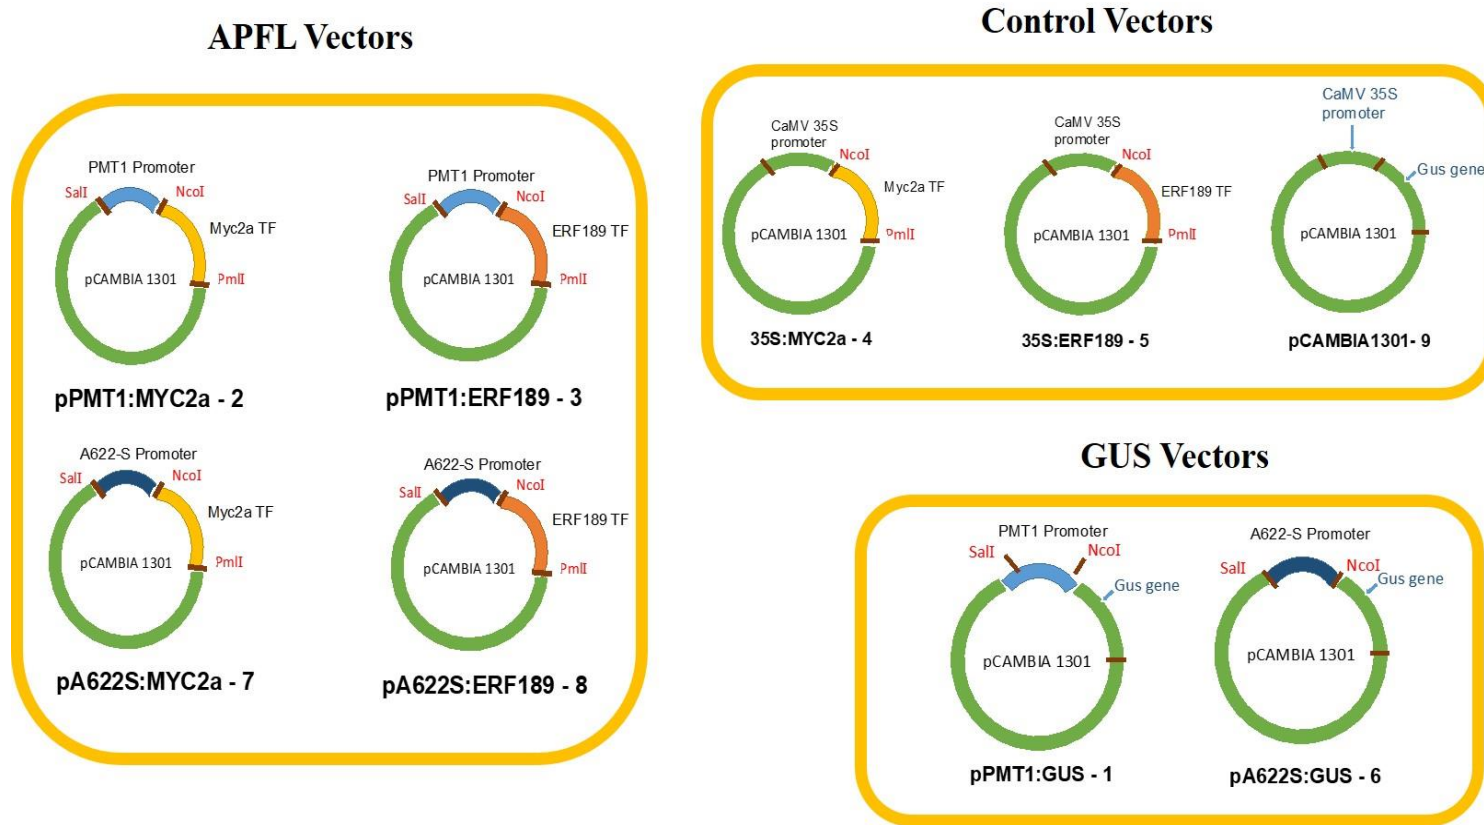 APFL Vectors
PMT1 Promoter
SalI
NcoI
Myc2a TF
pCAMBIA 1301
PmlI
pPMT1:MYC2a - 2
PMT1 Promoter
SalI
NcoI
ERF189 TF
pCAMBIA 1301
PmlI
pPMT1:ERF189 - 3
A622-S Promoter
SalI
NcoI
Myc2a TF
pCAMBIA 1301
PmlI
pA622S:MYC2a - 7
A622-S Promoter
SalI
NcoI
ERF189 TF
pCAMBIA 1301
PmlI
pA622S:ERF189 - 8
Control Vectors
CaMV 35S
promoter
NcoI
Myc2a TF
pCAMBIA 1301
PmlI
35S:MYC2a - 4
CaMV 35S
promoter
NcoI
ERF189 TF
pCAMBIA 1301
PmlI
35S:ERF189 - 5
CaMV 35S
promoter
Gus gene
pCAMBIA 1301
pCAMBIA1301- 9
GUS Vectors
PMT1 Promoter
SalI
NcoI
Gus gene
pCAMBIA 1301
pPMT1:GUS - 1
A622-S Promoter
SalI
NcoI
Gus gene
pCAMBIA 1301
pA622S:GUS - 6